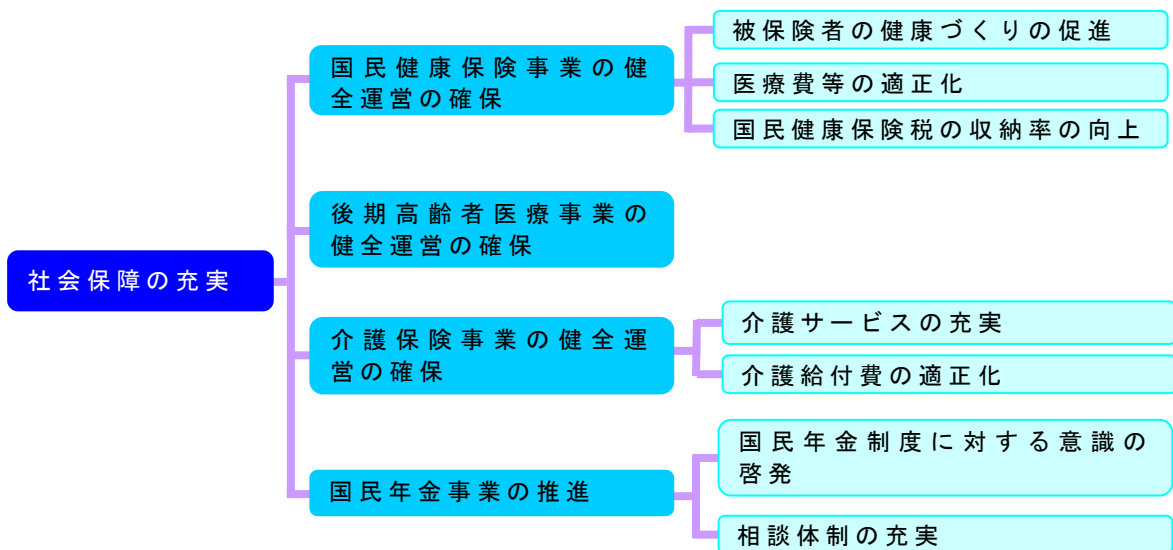 社会保障の充実
国民健康保険事業の健
全運営の確保
被保険者の健康づくりの促進
医療費等の適正化
国民健康保険税の収納率の向上
後期高齢者医療事業の
健全運営の確保
介護保険事業の健全運
営の確保
介護サービスの充実
介護給付費の適正化
国民年金事業の推進
国民年金制度に対する意識の
啓発
相談体制の充実